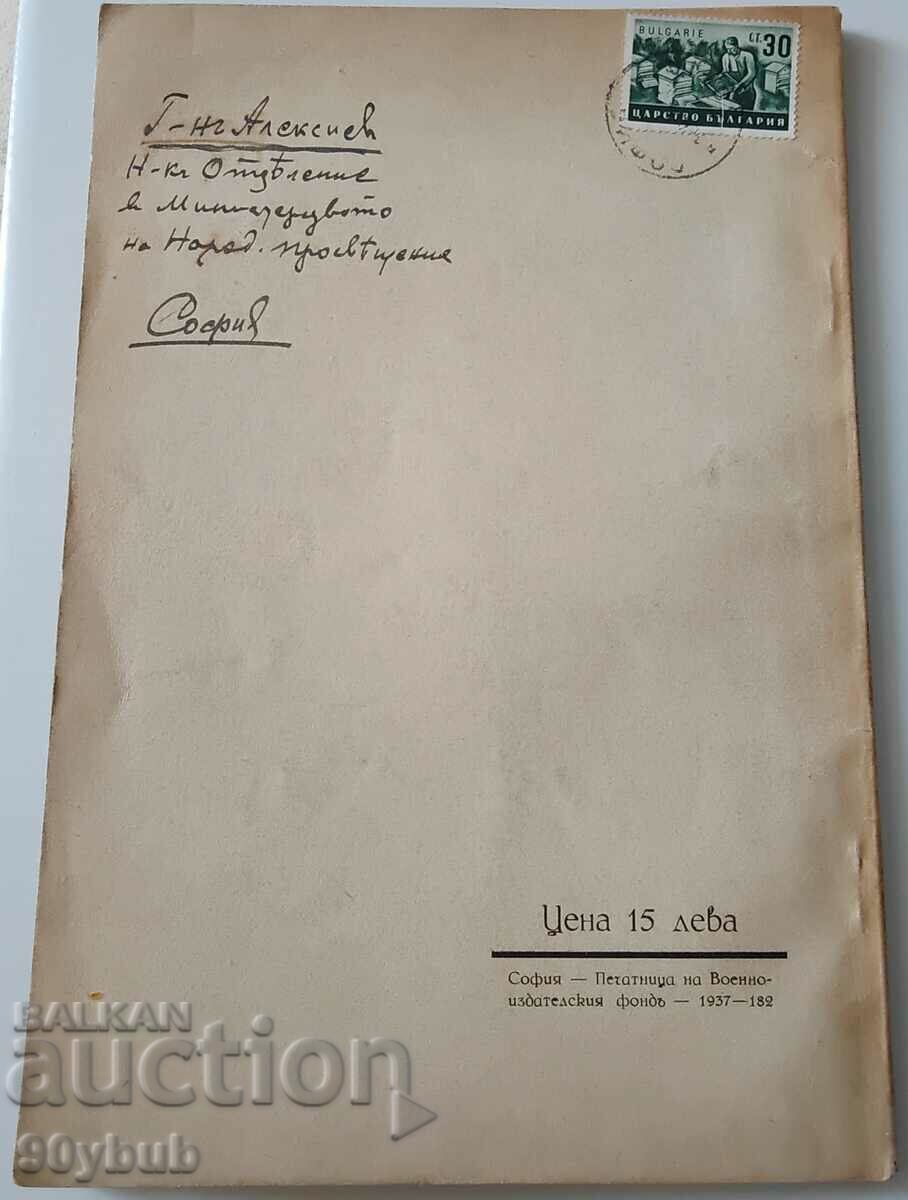 BULGARIE СТ. 30
ЦАРСТВО БЪЛГАРИЯ
Г-нъ Алексиев
Н-къ Отдѣление
в Министерството
на Народ. просвѣщение
София
Цена 15 лева
София — Печатница на Военно-
издателския фондъ — 1937—182
BALKAN
auction
90ybub